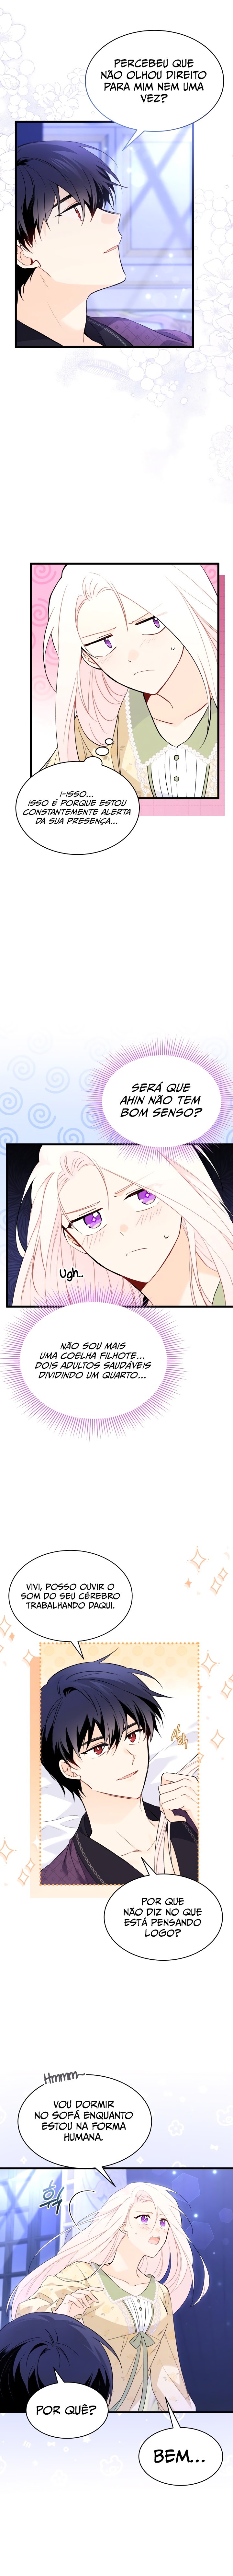 PERCEBEU QUE
NÃO OLHOU DIREITO
PARA MIM NEM UMA
VEZ?
I-ISSO...
ISSO É PORQUE ESTOU
CONSTANTEMENTE ALERTA
DA SUA PRESENÇA...
SERÁ QUE
AHIN NÃO TEM
BOM SENSO?
Ugh...
NÃO SOU MAIS
UMA COELHA FILHOTE...
DOIS ADULTOS SAUDÁVEIS
DIVIDINDO UM QUARTO...
VIVI, POSSO OUVIR O
SOM DO SEU CÉREBRO
TRABALHANDO DAQUI.
POR QUE
NÃO DIZ NO QUE
ESTÁ PENSANDO
LOGO?
Hmmm~
VOU DORMIR
NO SOFÁ ENQUANTO
ESTOU NA FORMA
HUMANA.
POR QUÊ?
BEM...